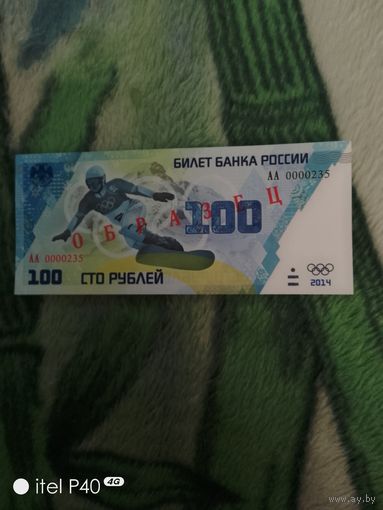 БИЛЕТ БАНКА РОССИИ
АА 0000235
ОБРАЗЕЦ
100
АА 0000235
100 СТО РУБЛЕЙ
2014
itel P40 4G
www.ay.by